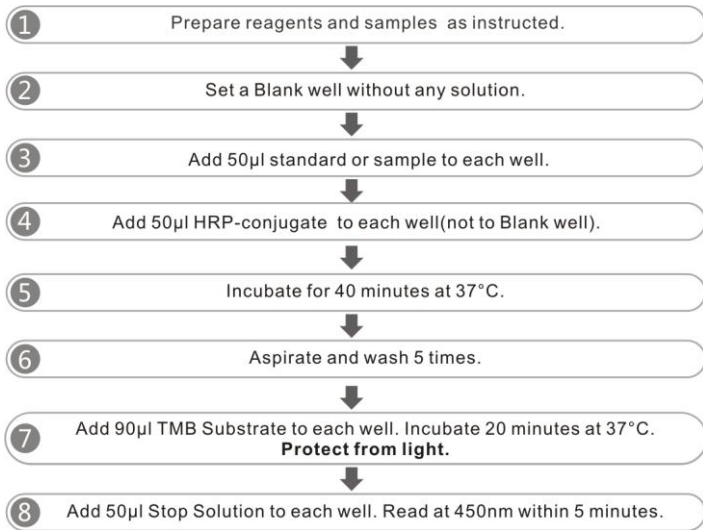 1 Prepare reagents and samples as instructed.
2 Set a Blank well without any solution.
3 Add 50µl standard or sample to each well.
4 Add 50µl HRP-conjugate to each well(not to Blank well).
5 Incubate for 40 minutes at 37°C.
6 Aspirate and wash 5 times.
7 Add 90µl TMB Substrate to each well. Incubate 20 minutes at 37°C.
Protect from light.
8 Add 50µl Stop Solution to each well. Read at 450nm within 5 minutes.